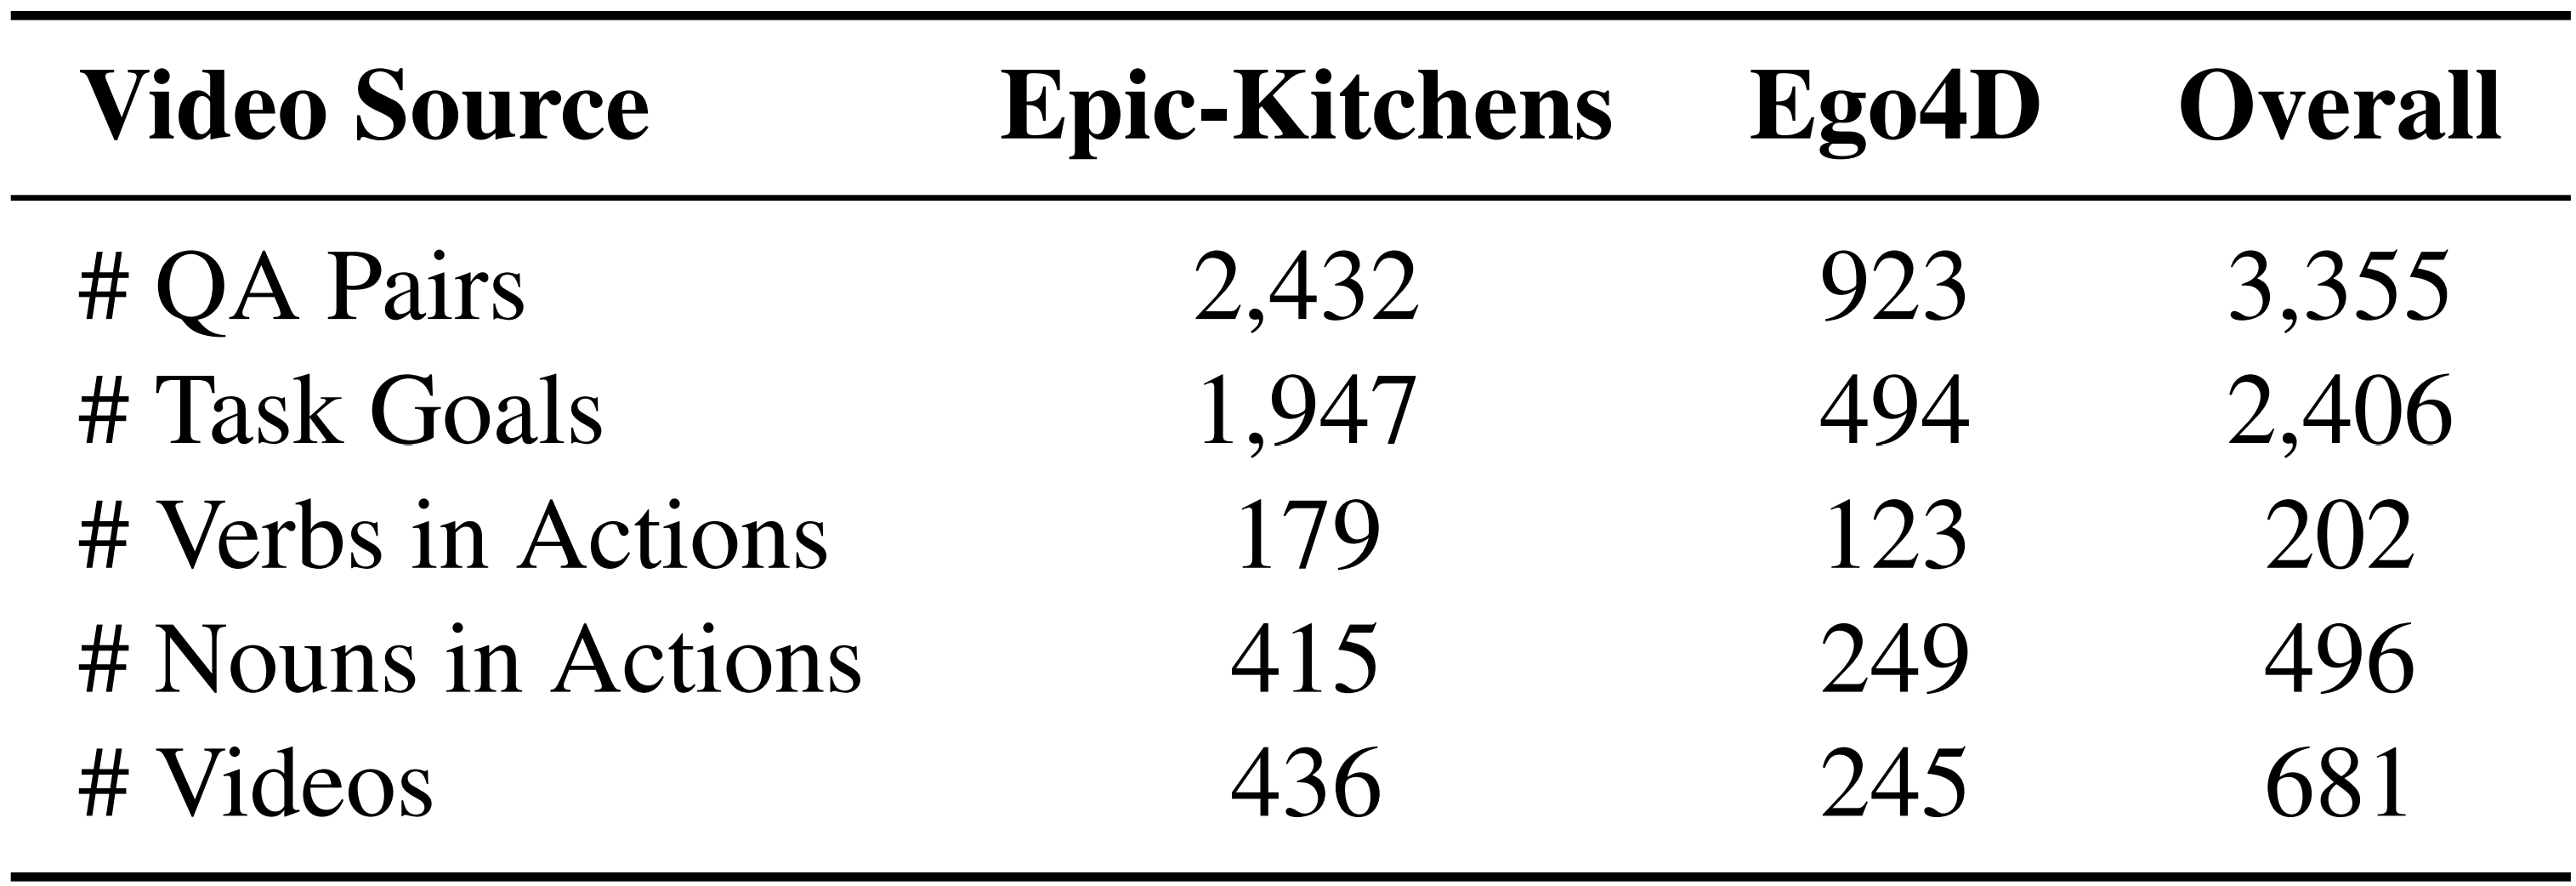 Video Source Epic-Kitchens Ego4D Overall
# QA Pairs 2,432 923 3,355
# Task Goals 1,947 494 2,406
# Verbs in Actions 179 123 202
# Nouns in Actions 415 249 496
# Videos 436 245 681